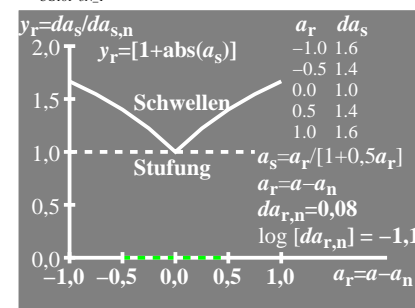 y_r=da_s/da_s,n
a_r da_s
y_r=[1+abs(a_s)]
−1.0 1.6
−0.5 1.4
0.0 1.0
0.5 1.4
1.0 1.6
2,0
1,5
1,0
0,5
0,0
Schwellen
Stufung
a_s=a_r/[1+0,5a_r]
a_r=a−a_n
da_r,n=0,08
log [da_r,n] = −1,1
−1,0 −0,5 0,0 0,5 1,0
a_r=a−a_n